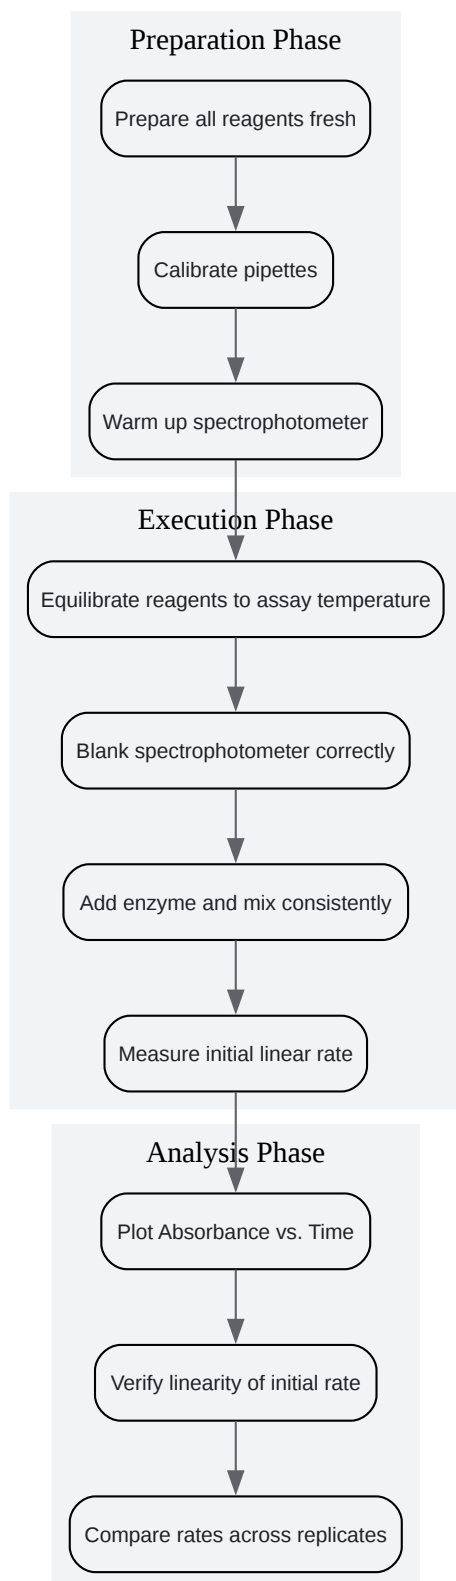 Preparation Phase
Prepare all reagents fresh
Calibrate pipettes
Warm up spectrophotometer
Execution Phase
Equilibrate reagents to assay temperature
Blank spectrophotometer correctly
Add enzyme and mix consistently
Measure initial linear rate
Analysis Phase
Plot Absorbance vs. Time
Verify linearity of initial rate
Compare rates across replicates